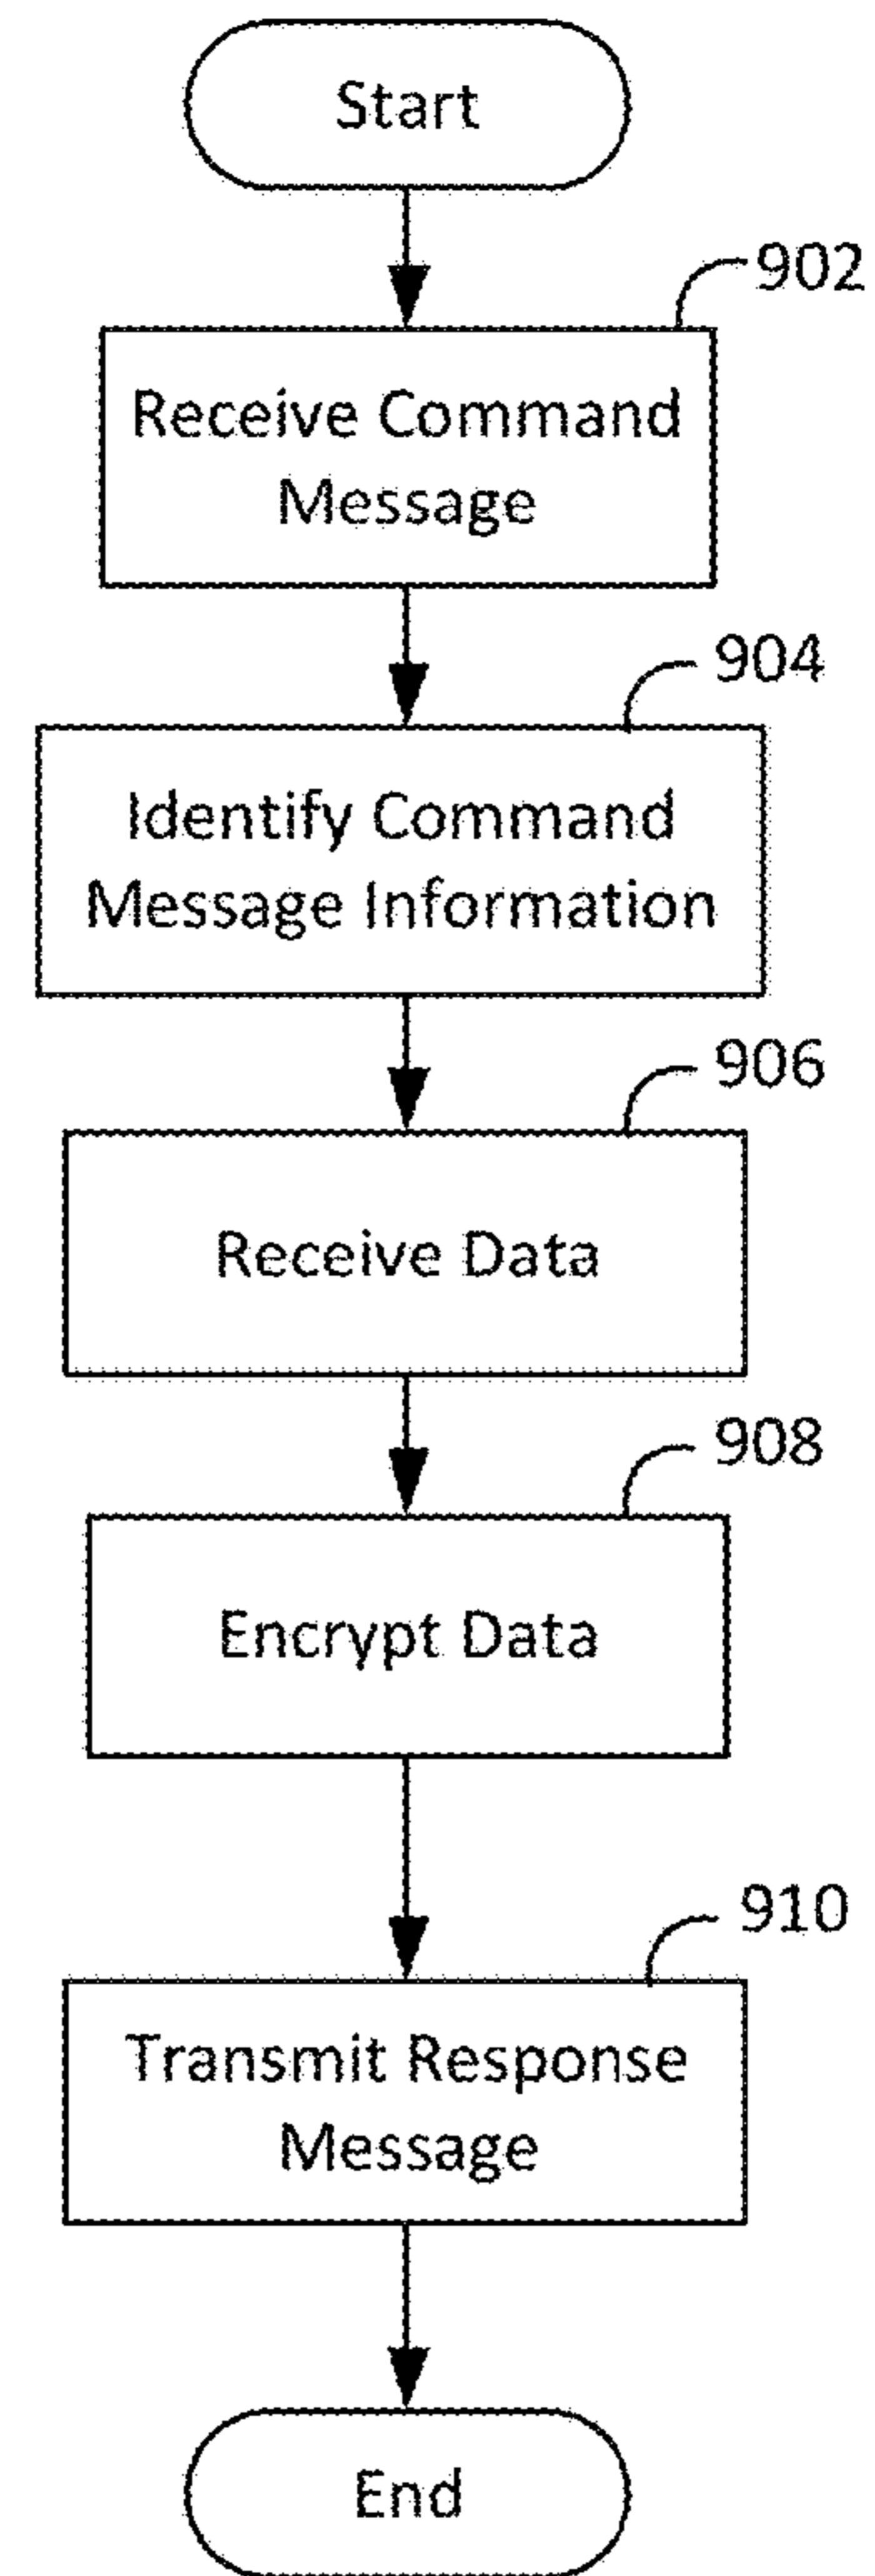 Start
902
Receive Command
Message
904
Identify Command
Message Information
906
Receive Data
908
Encrypt Data
910
Transmit Response
Message
End